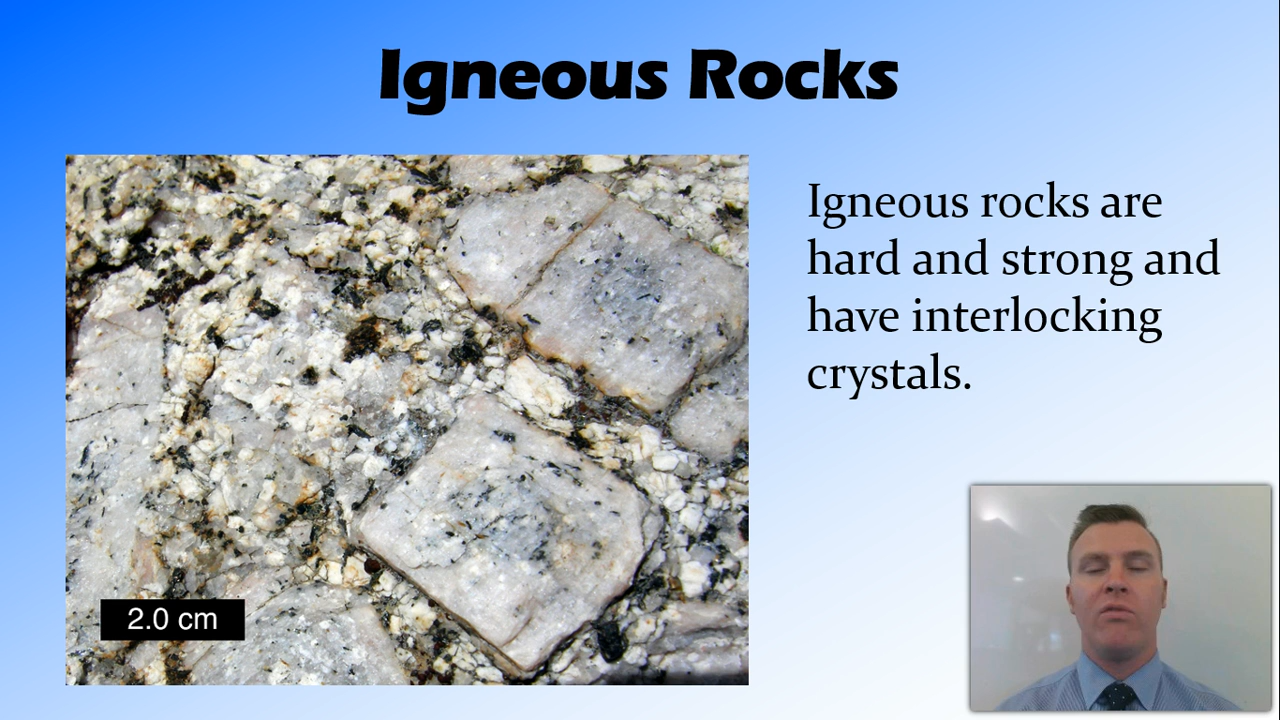 Igneous Rocks
Igneous rocks are
hard and strong and
have interlocking
crystals.
2.0 cm